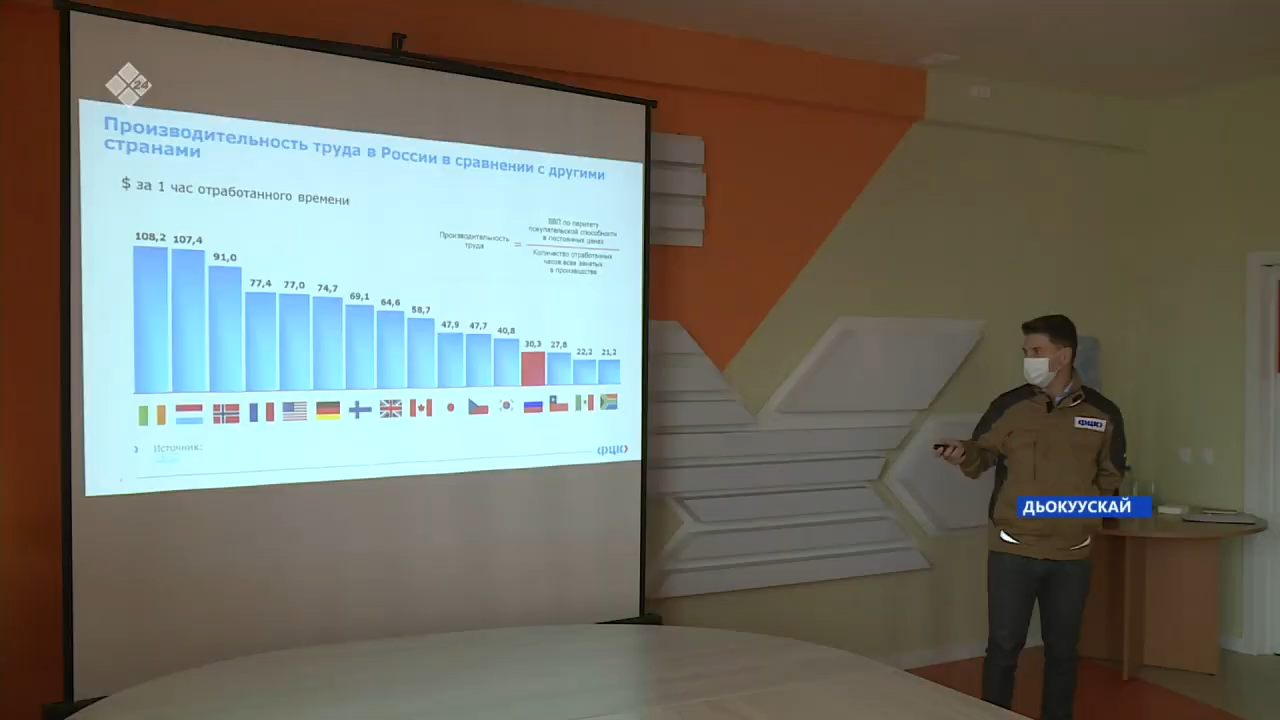 24
Производительность труда в России в сравнении с другими
странами
$ за 1 час отработанного времени
Производительность
труда
=
ВВП по паритету
покупательской способности
в постоянных ценах
Количество отработанных
часов всех занятых
в производстве
108,2 107,4 91,0 77,4 77,0 74,7 69,1 64,6 58,7 47,9 47,7 40,8 30,3 27,8 22,2 21,2
Источник:
ФЦК
ФЦК
ДЬОКУУСКАЙ